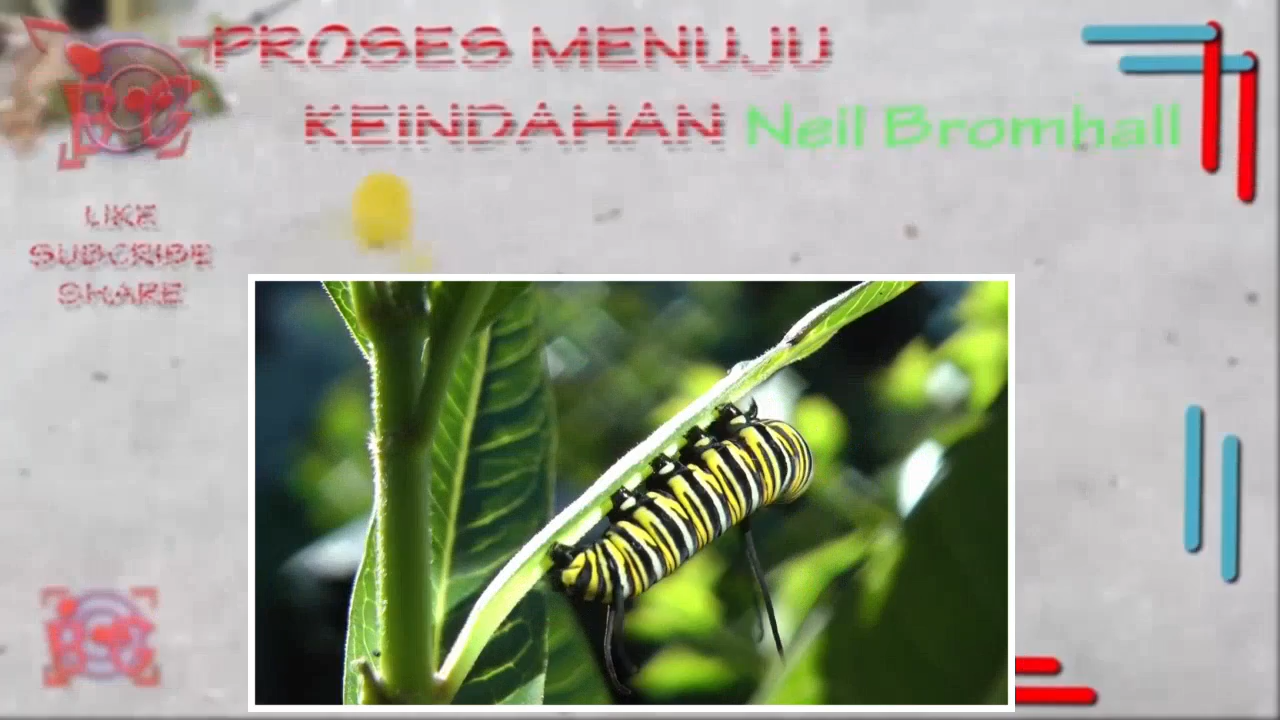 PROSES MENUJU
KEINDAHAN Neil Bromhall
LIKE
SUBCRIBE
SHARE